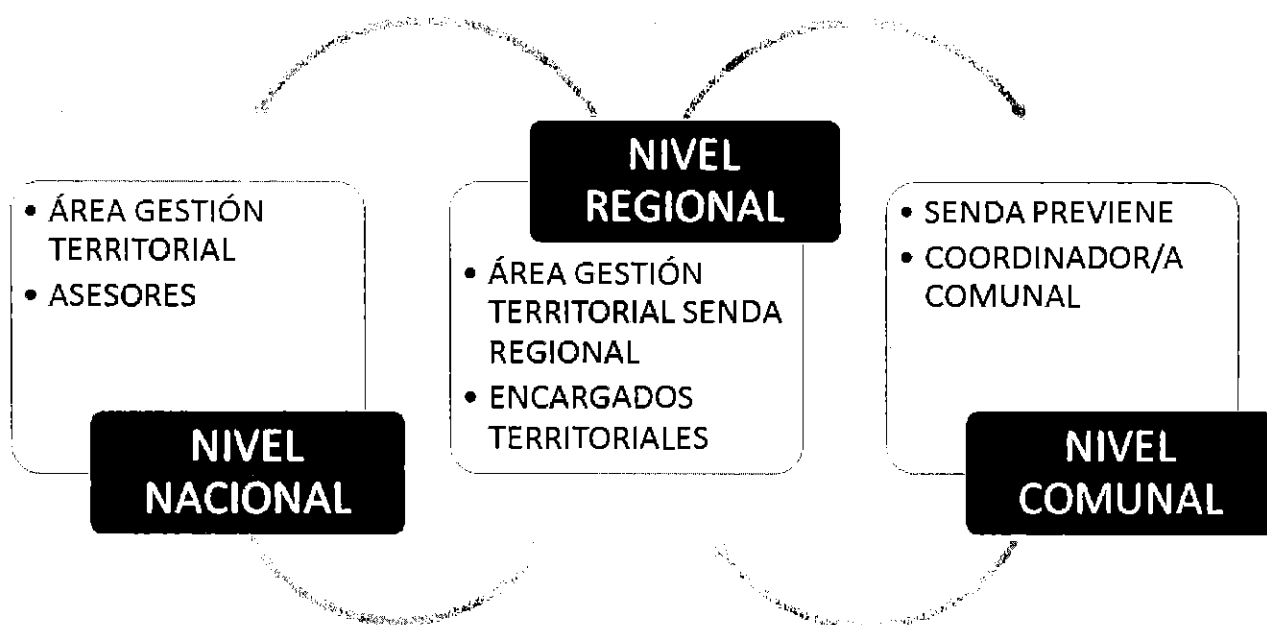 • ÁREA GESTIÓN
TERRITORIAL
• ASESORES
NIVEL
NACIONAL
NIVEL
REGIONAL
• ÁREA GESTIÓN
TERRITORIAL SENDA
REGIONAL
• ENCARGADOS
TERRITORIALES
• SENDA PREVIENE
• COORDINADOR/A
COMUNAL
NIVEL
COMUNAL